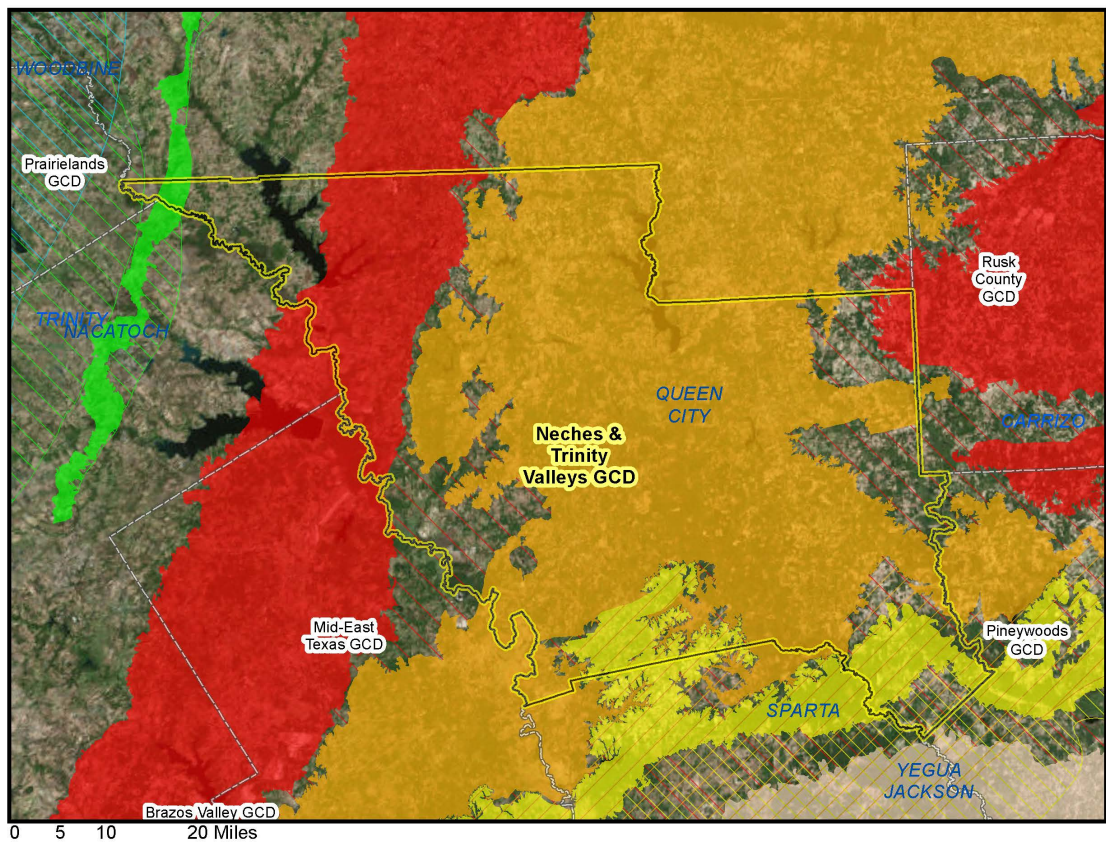 WOODBINE
Prairielands
GCD
Rusk
County
GCD
TRINITY
NACATOCH
QUEEN
CITY
CARRIZO
Neches &
Trinity
Valleys GCD
Mid-East
Texas GCD
Pineywoods
GCD
SPARTA
YEGUA
JACKSON
Brazos Valley GCD
0 5 10 20 Miles